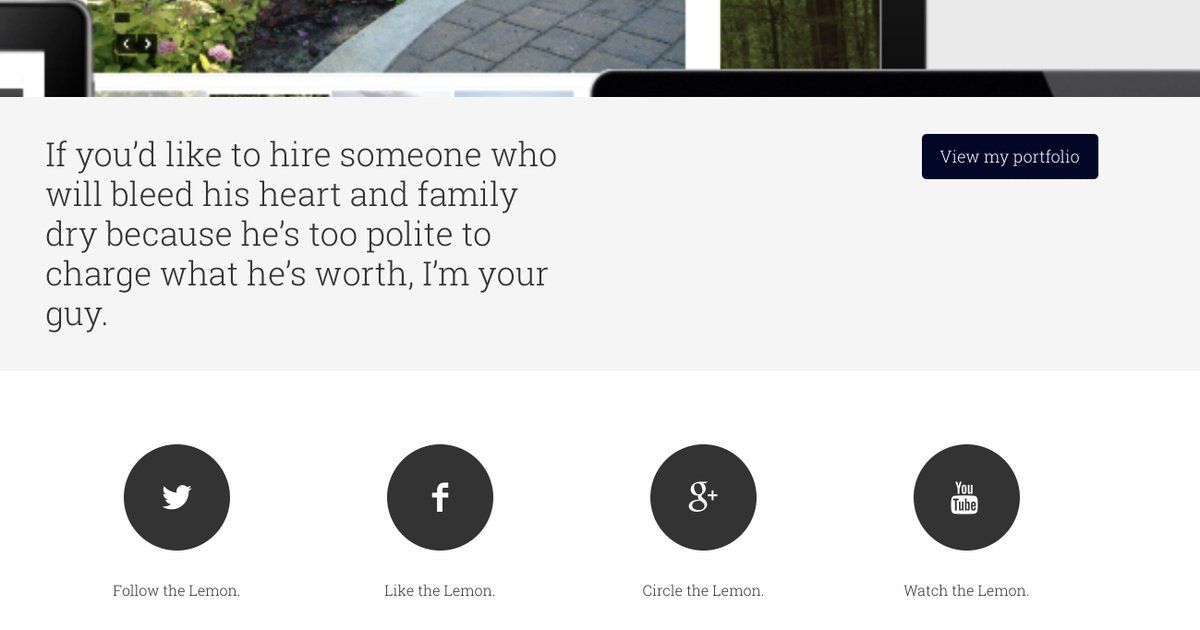 If you’d like to hire someone who
will bleed his heart and family
dry because he’s too polite to
charge what he’s worth, I’m your
guy.
View my portfolio
g+
You
Tube
Follow the Lemon.
Like the Lemon.
Circle the Lemon.
Watch the Lemon.